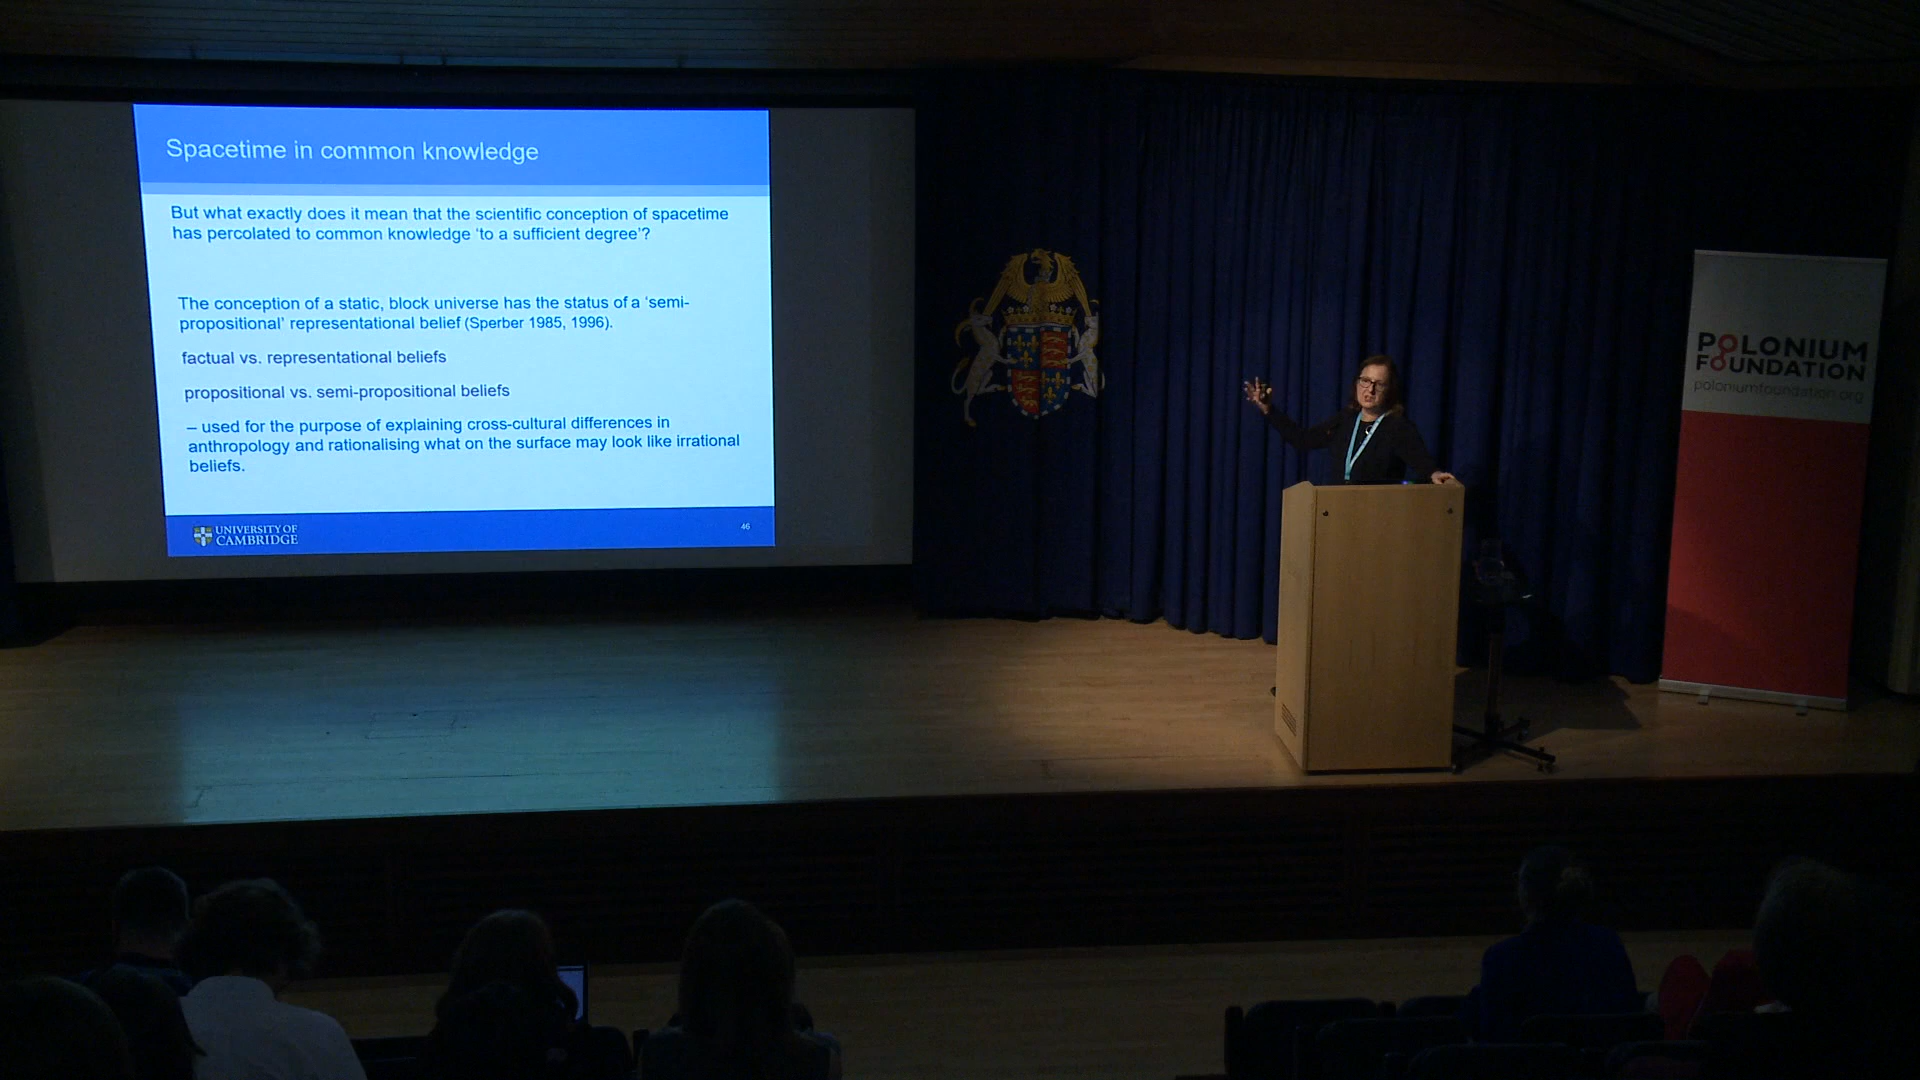 Spacetime in common knowledge
But what exactly does it mean that the scientific conception of spacetime
has percolated to common knowledge ‘to a sufficient degree’?
The conception of a static, block universe has the status of a ‘semi-
propositional’ representational belief (Sperber 1985, 1996).
factual vs. representational beliefs
propositional vs. semi-propositional beliefs
– used for the purpose of explaining cross-cultural differences in
anthropology and rationalising what on the surface may look like irrational
beliefs.
UNIVERSITY OF
CAMBRIDGE
46
POLONIUM
FOUNDATION
poloniumfoundation.org